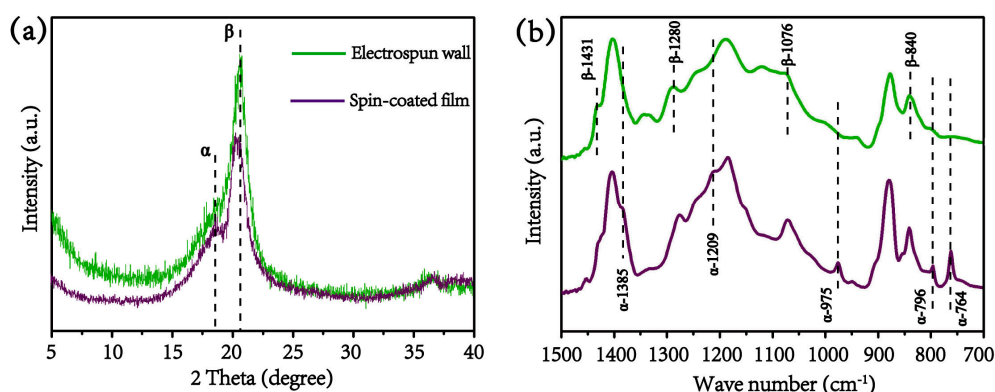 (a)
β
α
Electrospun wall
Spin-coated film
Intensity (a.u.)
5 10 15 20 25 30 35 40
2 Theta (degree)
(b)
β-1431
β-1280
β-1076
β-840
α-1385
α-1209
α-975
α-796
α-764
Intensity (a.u.)
1500 1400 1300 1200 1100 1000 900 800 700
Wave number (cm⁻¹)